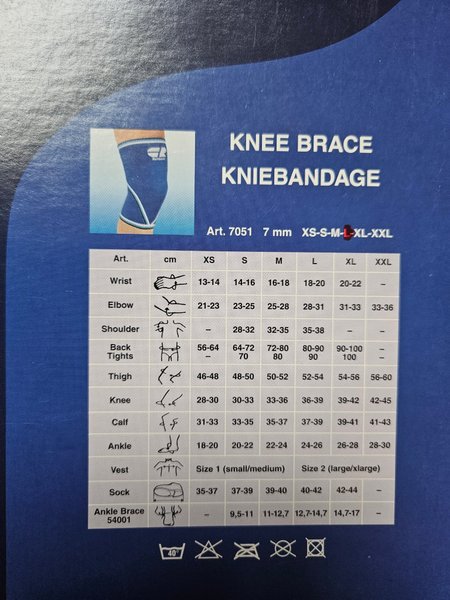 KNEE BRACE
KNIEBANDAGE
Art. 7051 7 mm XS-S-M-L-XL-XXL
Art. cm XS S M L XL XXL
Wrist 13-14 14-16 16-18 18-20 20-22 –
Elbow 21-23 23-25 25-28 28-31 31-33 33-36
Shoulder – 28-32 32-35 35-38 – –
Back 56-64 64-72 72-80 80-90 90-100 –
Tights – 70 80 90 100 –
Thigh 46-48 48-50 50-52 52-54 54-56 56-60
Knee 28-30 30-33 33-36 36-39 39-42 42-45
Calf 31-33 33-35 35-37 37-39 39-41 41-43
Ankle 18-20 20-22 22-24 24-26 26-28 28-30
Vest Size 1 (small/medium) Size 2 (large/xlarge) –
Sock 35-37 37-39 39-40 40-42 42-44 –
Ankle Brace – 9,5-11 11-12,7 12,7-14,7 14,7-17 –
54001
40°